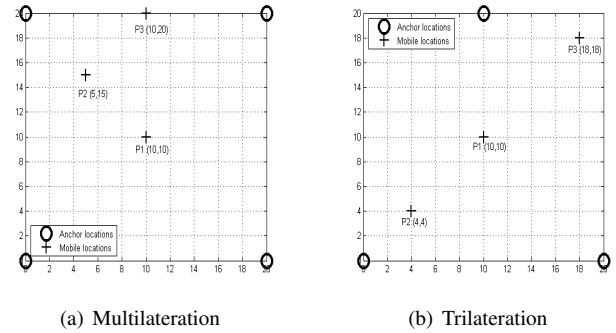 20
18
16
14
12
10
8
6
4
2
0
0 2 4 6 8 10 12 14 16 18 20
P3 (10,20)
P2 (5,15)
P1 (10,10)
Anchor locations
Mobile locations
(a) Multilateration
20
18
16
14
12
10
8
6
4
2
0
0 2 4 6 8 10 12 14 16 18 20
Anchor locations
Mobile locations
P3 (18,18)
P1 (10,10)
P2 (4,4)
(b) Trilateration